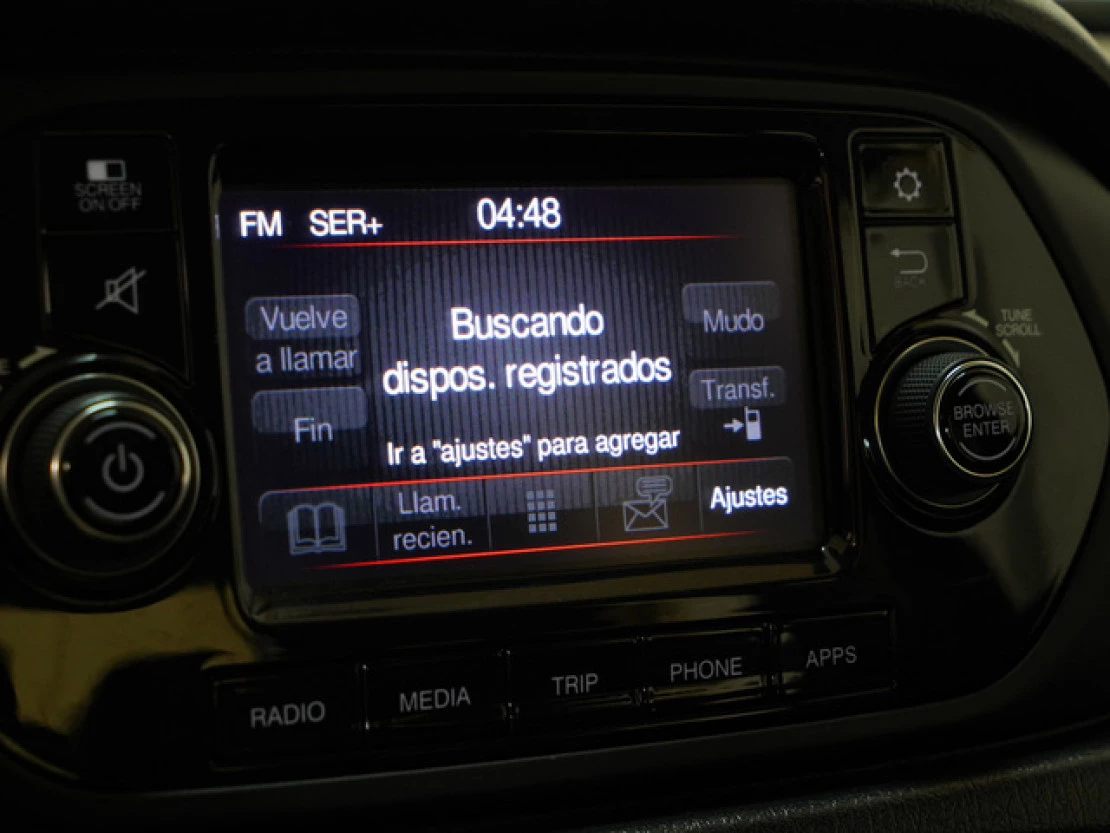 SCREEN
ON/OFF
FM SER+ 04:48
Vuelve
a llamar
Buscando
dispos. registrados
Mudo
Fin
Transf.
Ir a "ajustes" para agregar
Llam.
recien.
Ajustes
BACK
TUNE
SCROLL
BROWSE
ENTER
RADIO
MEDIA
TRIP
PHONE
APPS